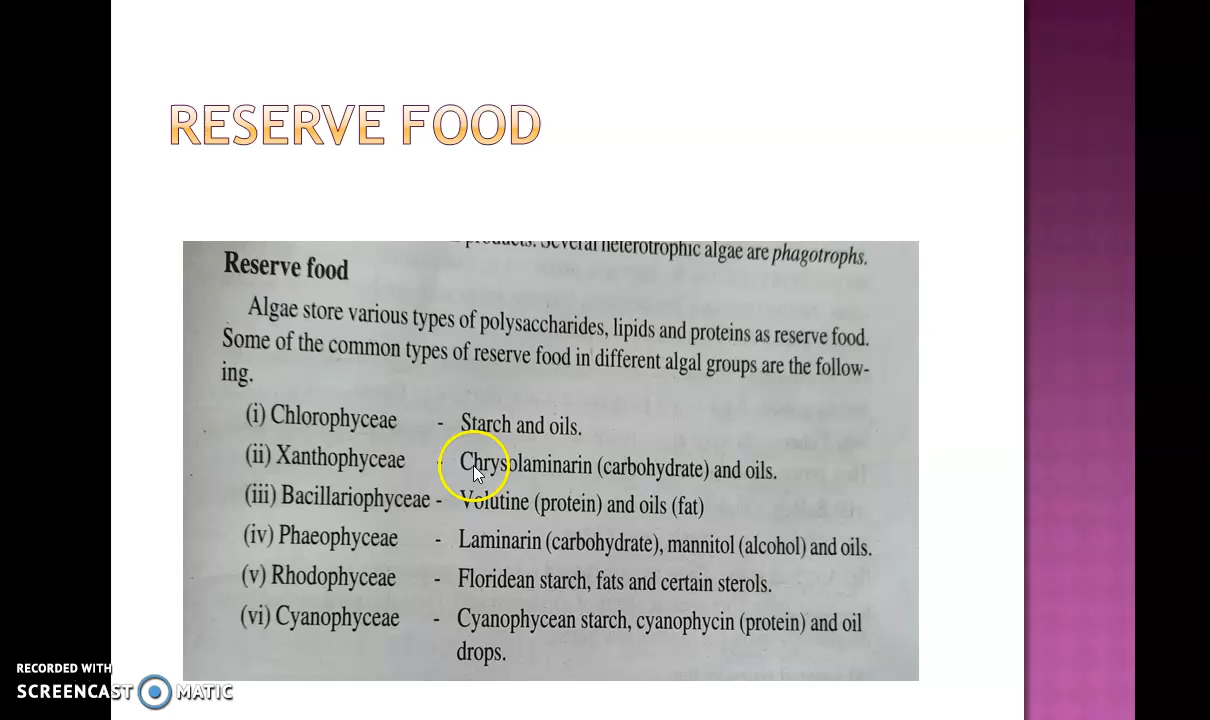 RESERVE FOOD
products. Several heterotrophic algae are phagotrophs.
Reserve food
Algae store various types of polysaccharides, lipids and proteins as reserve food.
Some of the common types of reserve food in different algal groups are the follow-
ing.
(i) Chlorophyceae - Starch and oils.
(ii) Xanthophyceae - Chrysolaminarin (carbohydrate) and oils.
(iii) Bacillariophyceae - Volutine (protein) and oils (fat)
(iv) Phaeophyceae - Laminarin (carbohydrate), mannitol (alcohol) and oils.
(v) Rhodophyceae - Floridean starch, fats and certain sterols.
(vi) Cyanophyceae - Cyanophycean starch, cyanophycin (protein) and oil
drops.
RECORDED WITH
SCREENCAST MATIC